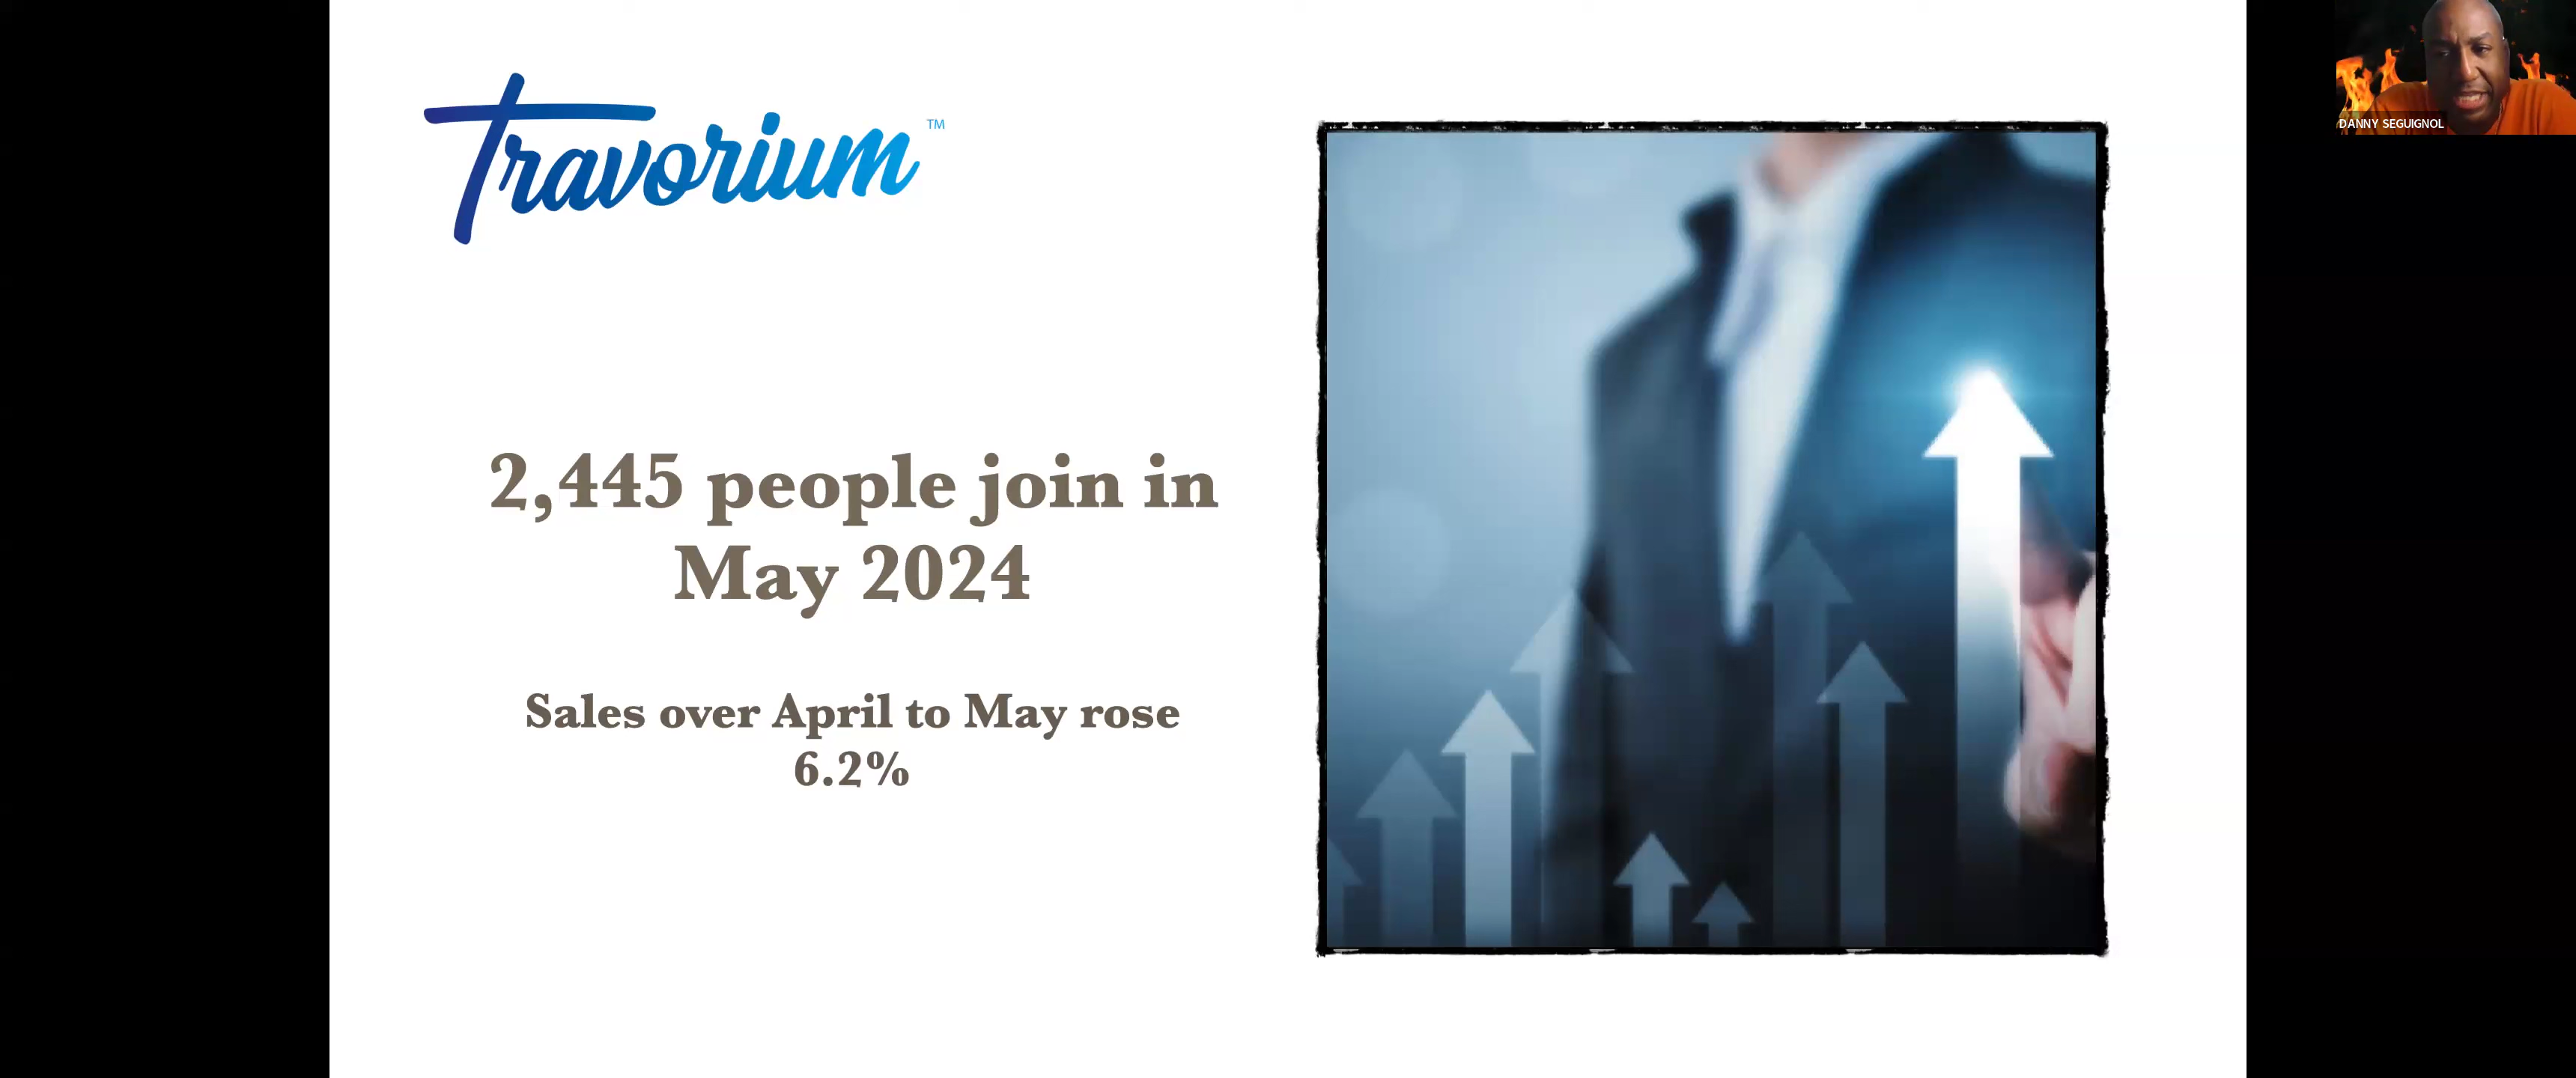 Travorium™
DANNY SEGUIGNOL
2,445 people join in
May 2024
Sales over April to May rose
6.2%